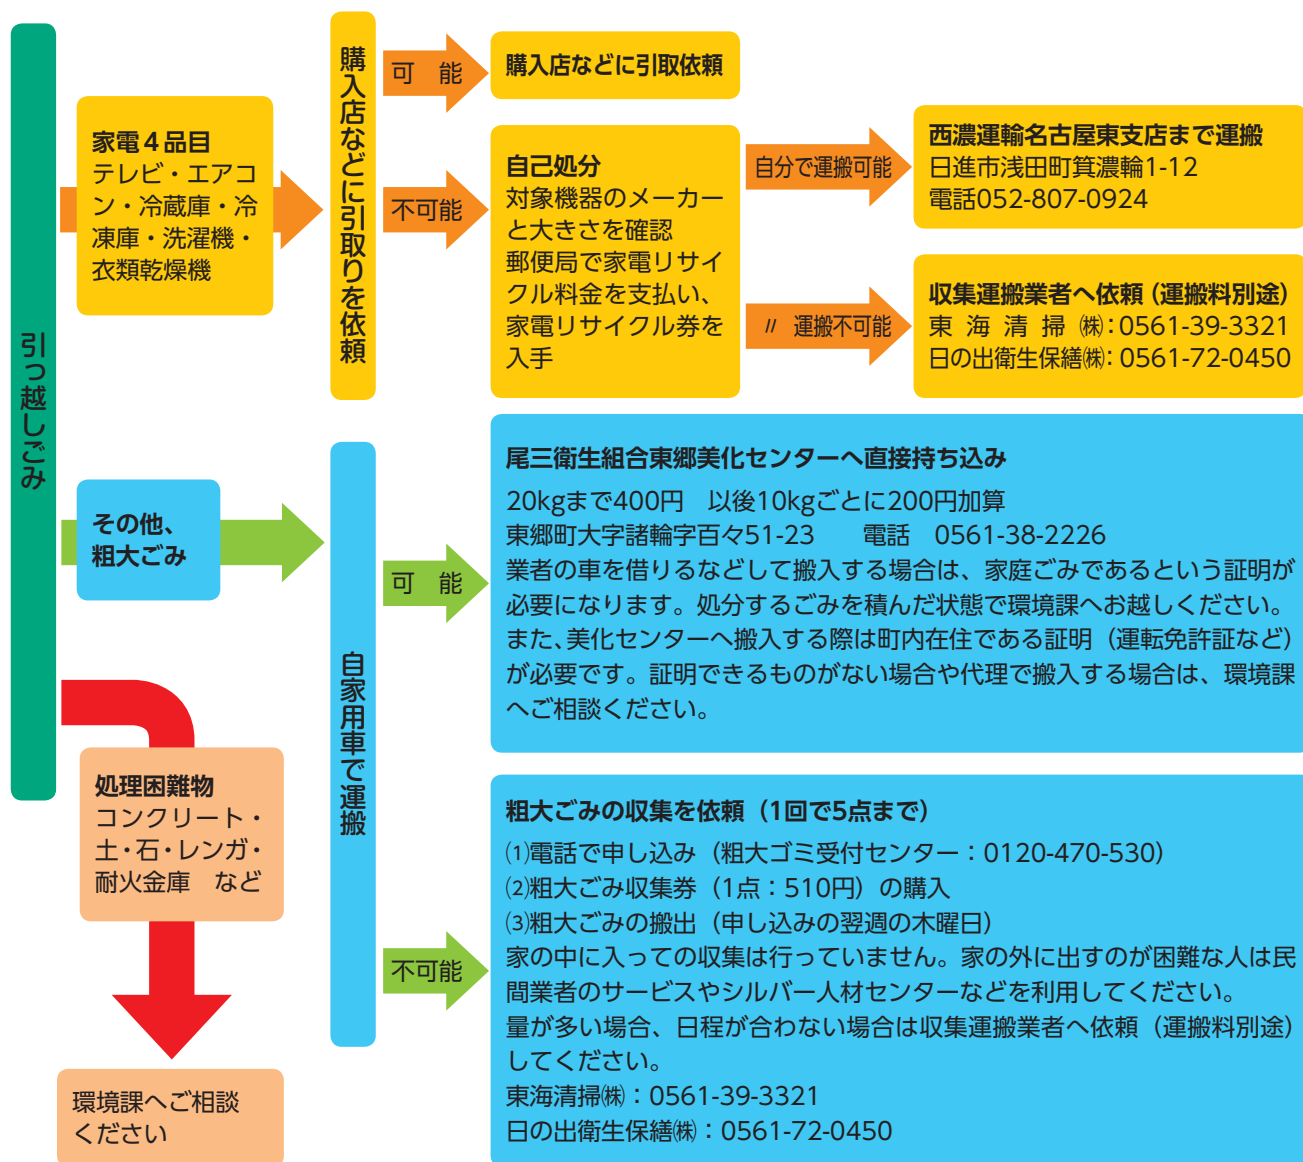 引っ越しごみ
家電4品目
テレビ・エアコ
ン・冷蔵庫・冷
凍庫・洗濯機・
衣類乾燥機
購入店などに引取りを依頼
可　能
購入店などに引取依頼
不可能
自己処分
対象機器のメーカー
と大きさを確認
郵便局で家電リサイ
クル料金を支払い、
家電リサイクル券を
入手
自分で運搬可能
西濃運輸名古屋東支店まで運搬
日進市浅田町箕濃輪1-12
電話052-807-0924
〃 運搬不可能
収集運搬業者へ依頼（運搬料別途）
東 海 清 掃 ㈱：0561-39-3321
日の出衛生保繕㈱：0561-72-0450
その他、
粗大ごみ
自家用車で運搬
可　能
尾三衛生組合東郷美化センターへ直接持ち込み
20kgまで400円　以後10kgごとに200円加算
東郷町大字諸輪字百々51-23　　電話　0561-38-2226
業者の車を借りるなどして搬入する場合は、家庭ごみであるという証明が
必要になります。処分するごみを積んだ状態で環境課へお越しください。
また、美化センターへ搬入する際は町内在住である証明（運転免許証など）
が必要です。証明できるものがない場合や代理で搬入する場合は、環境課
へご相談ください。
不可能
粗大ごみの収集を依頼（1回で5点まで）
⑴電話で申し込み（粗大ゴミ受付センター：0120-470-530）
⑵粗大ごみ収集券（1点：510円）の購入
⑶粗大ごみの搬出（申し込みの翌週の木曜日）
家の中に入っての収集は行っていません。家の外に出すのが困難な人は民
間業者のサービスやシルバー人材センターなどを利用してください。
量が多い場合、日程が合わない場合は収集運搬業者へ依頼（運搬料別途）
してください。
東海清掃㈱：0561-39-3321
日の出衛生保繕㈱：0561-72-0450
処理困難物
コンクリート・
土・石・レンガ・
耐火金庫　など
環境課へご相談
ください